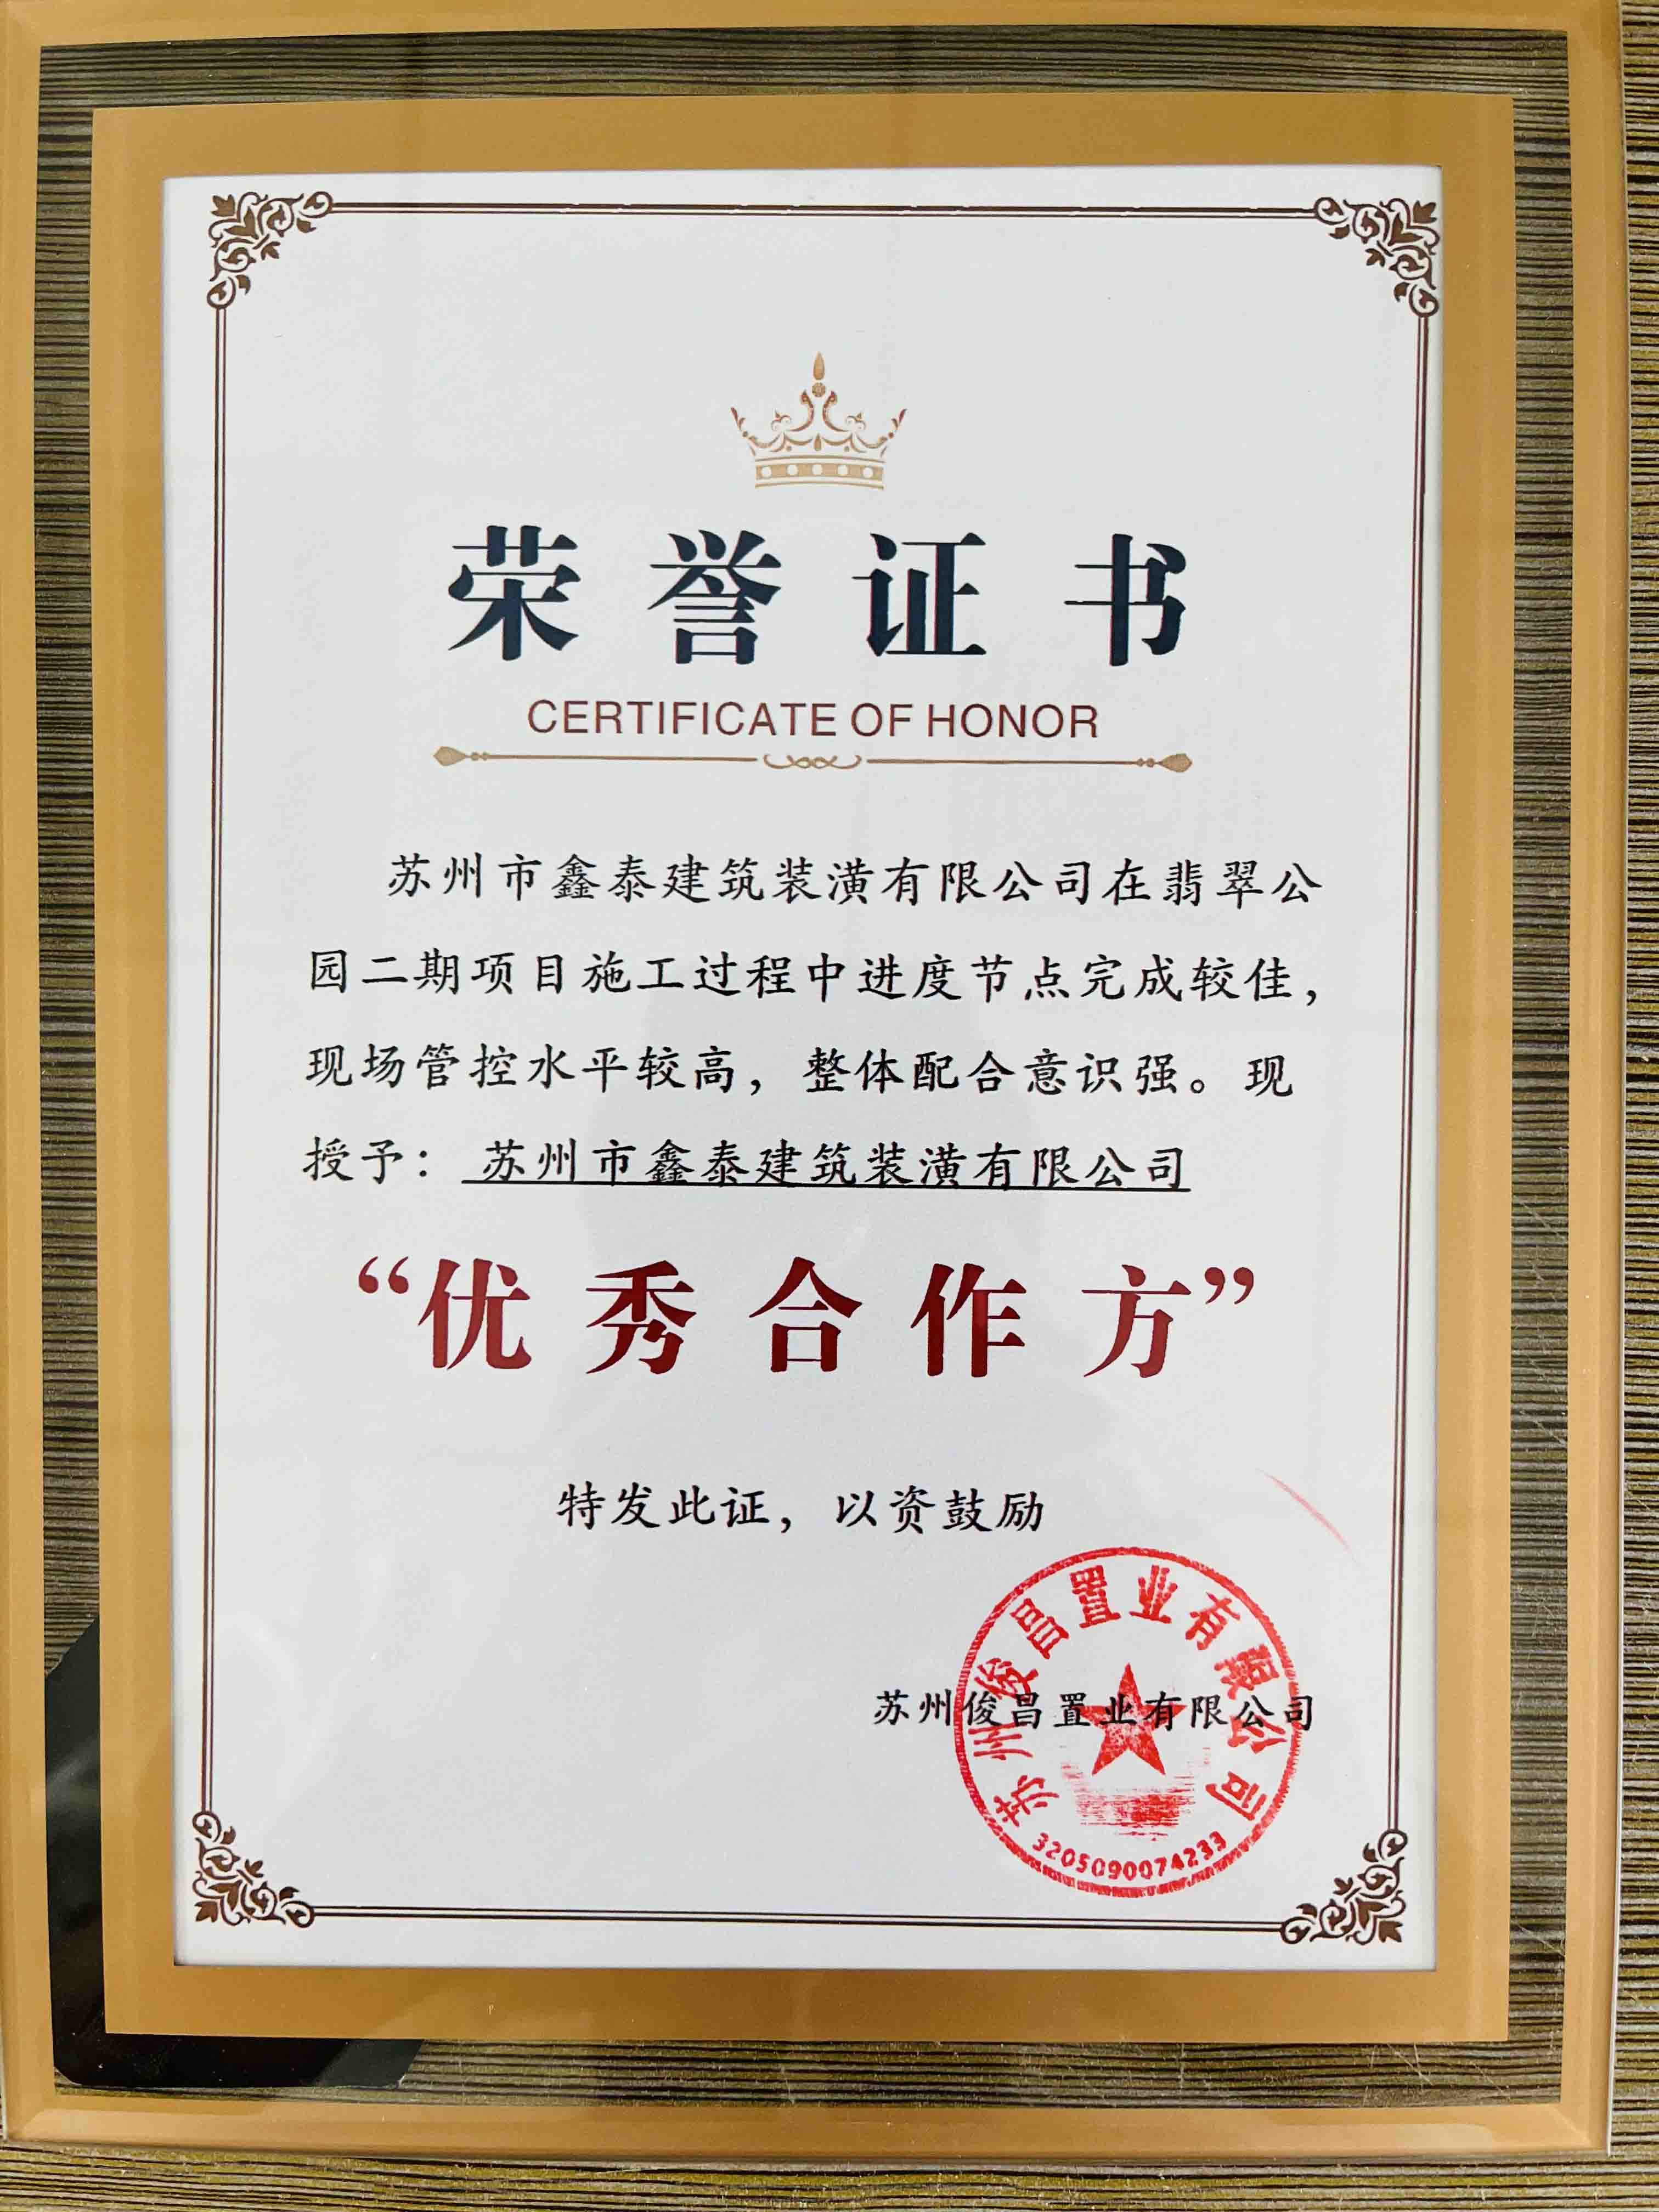 荣誉证书
CERTIFICATE OF HONOR
苏州市鑫泰建筑装潢有限公司在翡翠公
园二期项目施工过程中进度节点完成较佳，
现场管控水平较高，整体配合意识强。现
授予：苏州市鑫泰建筑装潢有限公司
“优秀合作方”
特发此证，以资鼓励
苏州俊昌置业有限公司
苏州俊昌置业有限公司
3205090074233